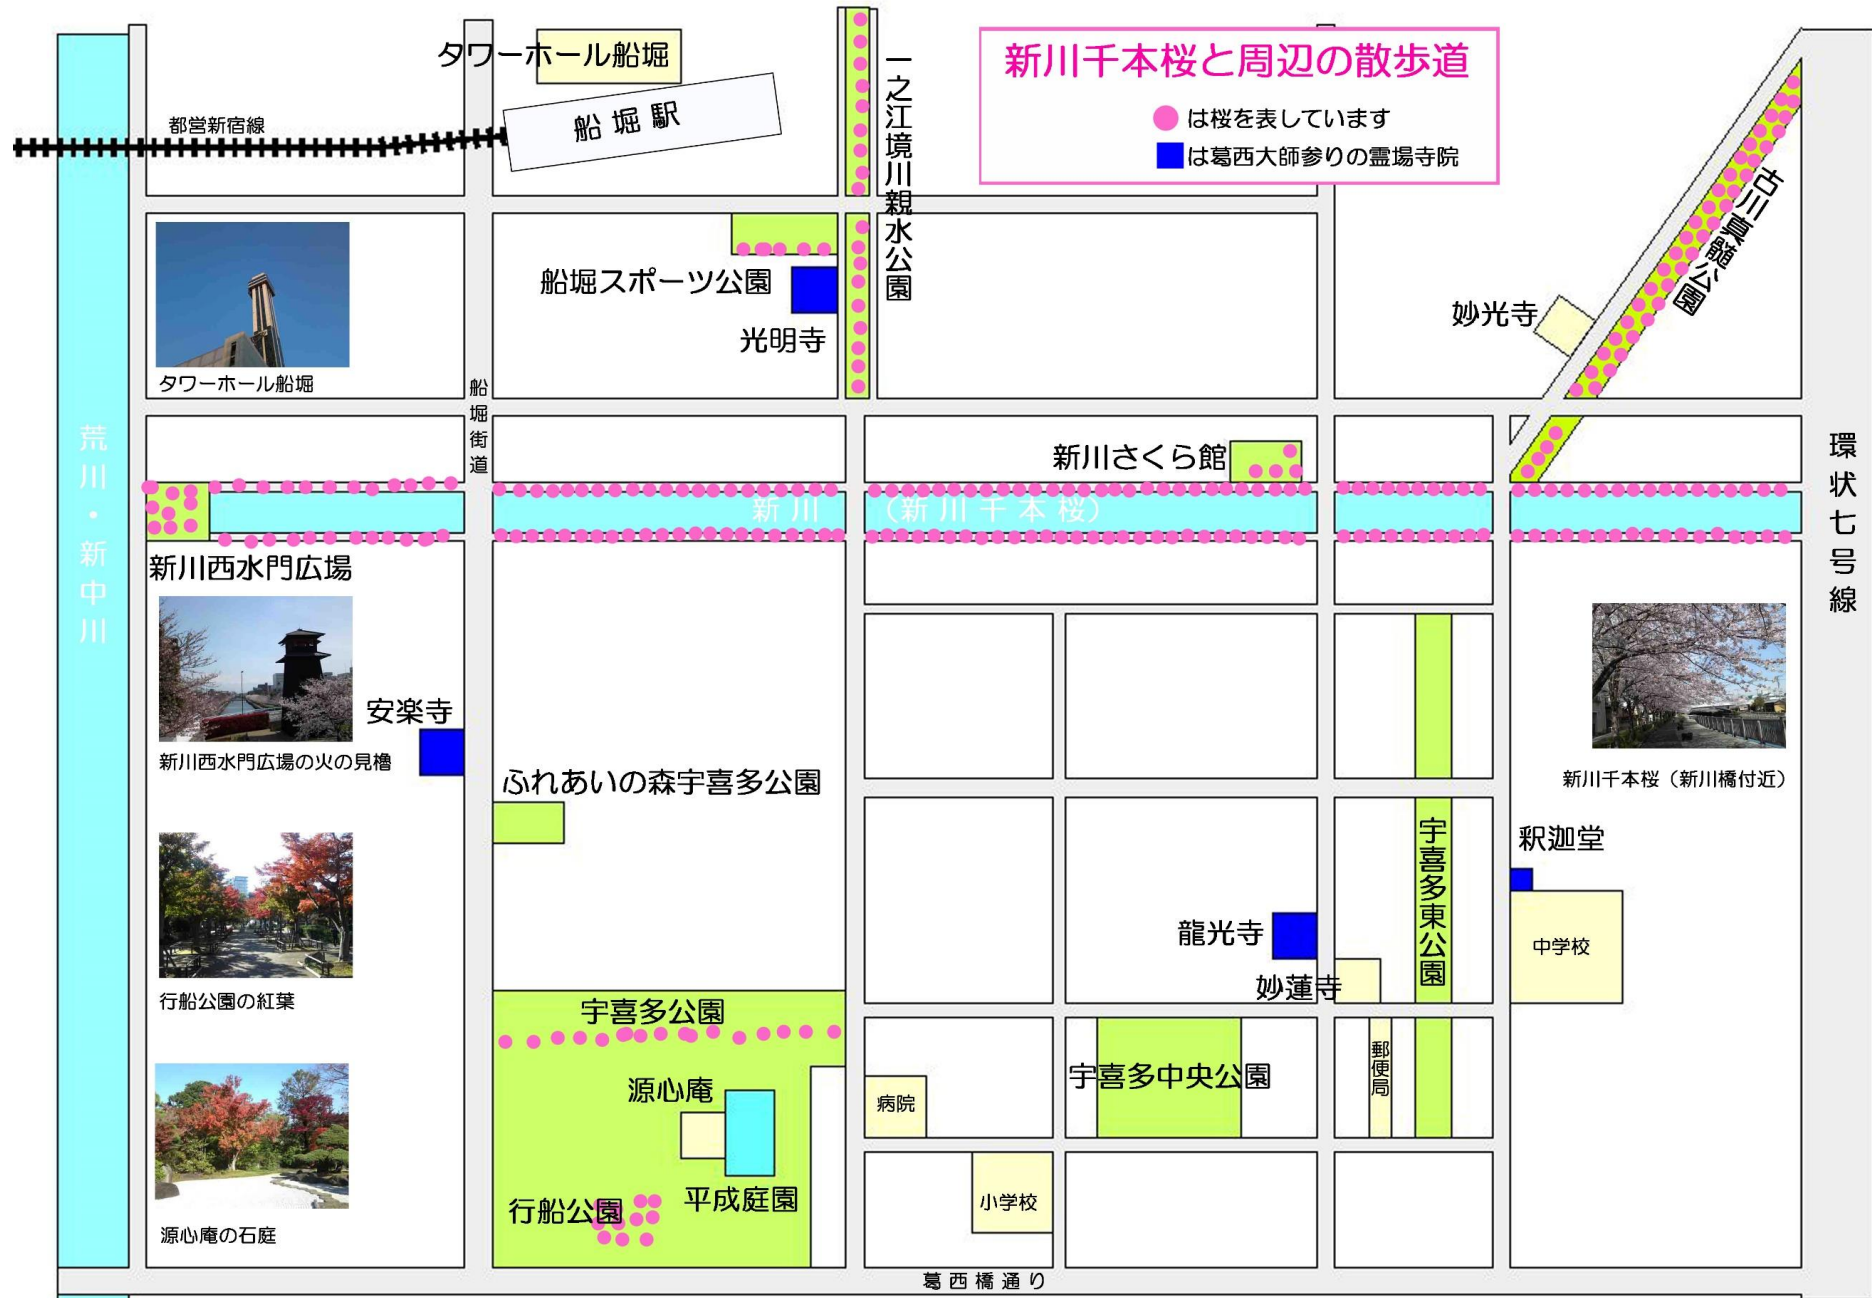 新川千本桜と周辺の散歩道
は桜を表しています
は葛西大師参りの霊場寺院
タワーホール船堀
船堀駅
都営新宿線
一之江境川親水公園
古川真髄公園
妙光寺
船堀スポーツ公園
光明寺
タワーホール船堀
船堀街道
荒川・新中川
環状七号線
新川さくら館
新川 (新川千本桜)
新川西水門広場
安楽寺
新川西水門広場の火の見櫓
ふれあいの森宇喜多公園
新川千本桜（新川橋付近）
宇喜多東公園
釈迦堂
中学校
龍光寺
妙蓮寺
行船公園の紅葉
宇喜多公園
源心庵
平成庭園
行船公園
病院
宇喜多中央公園
郵便局
小学校
源心庵の石庭
葛西橋通り